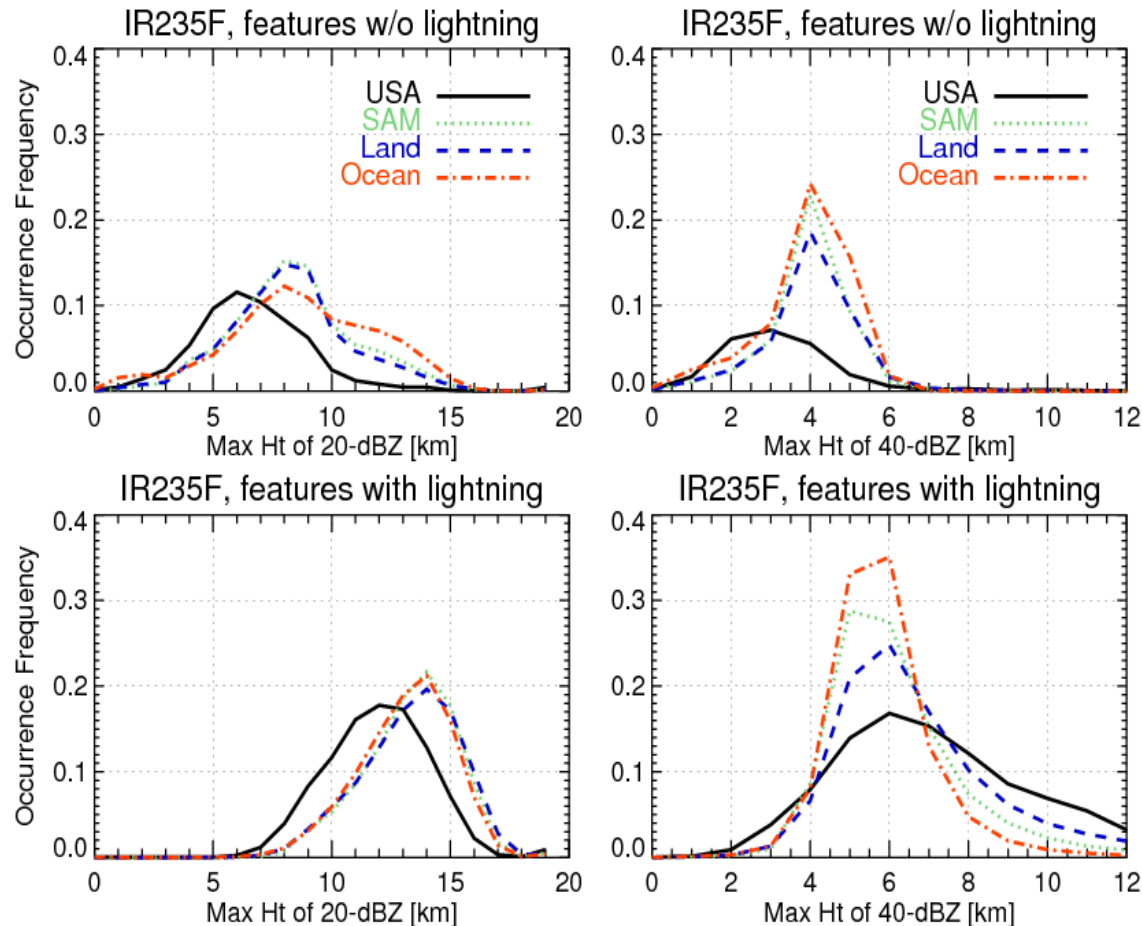 IR235F, features w/o lightning
0.4
0.3
0.2
0.1
0.0
Occurrence Frequency
USA
SAM
Land
Ocean
0 5 10 15 20
Max Ht of 20-dBZ [km]
IR235F, features w/o lightning
0.4
0.3
0.2
0.1
0.0
USA
SAM
Land
Ocean
0 2 4 6 8 10 12
Max Ht of 40-dBZ [km]
IR235F, features with lightning
0.4
0.3
0.2
0.1
0.0
Occurrence Frequency
0 5 10 15 20
Max Ht of 20-dBZ [km]
IR235F, features with lightning
0.4
0.3
0.2
0.1
0.0
0 2 4 6 8 10 12
Max Ht of 40-dBZ [km]